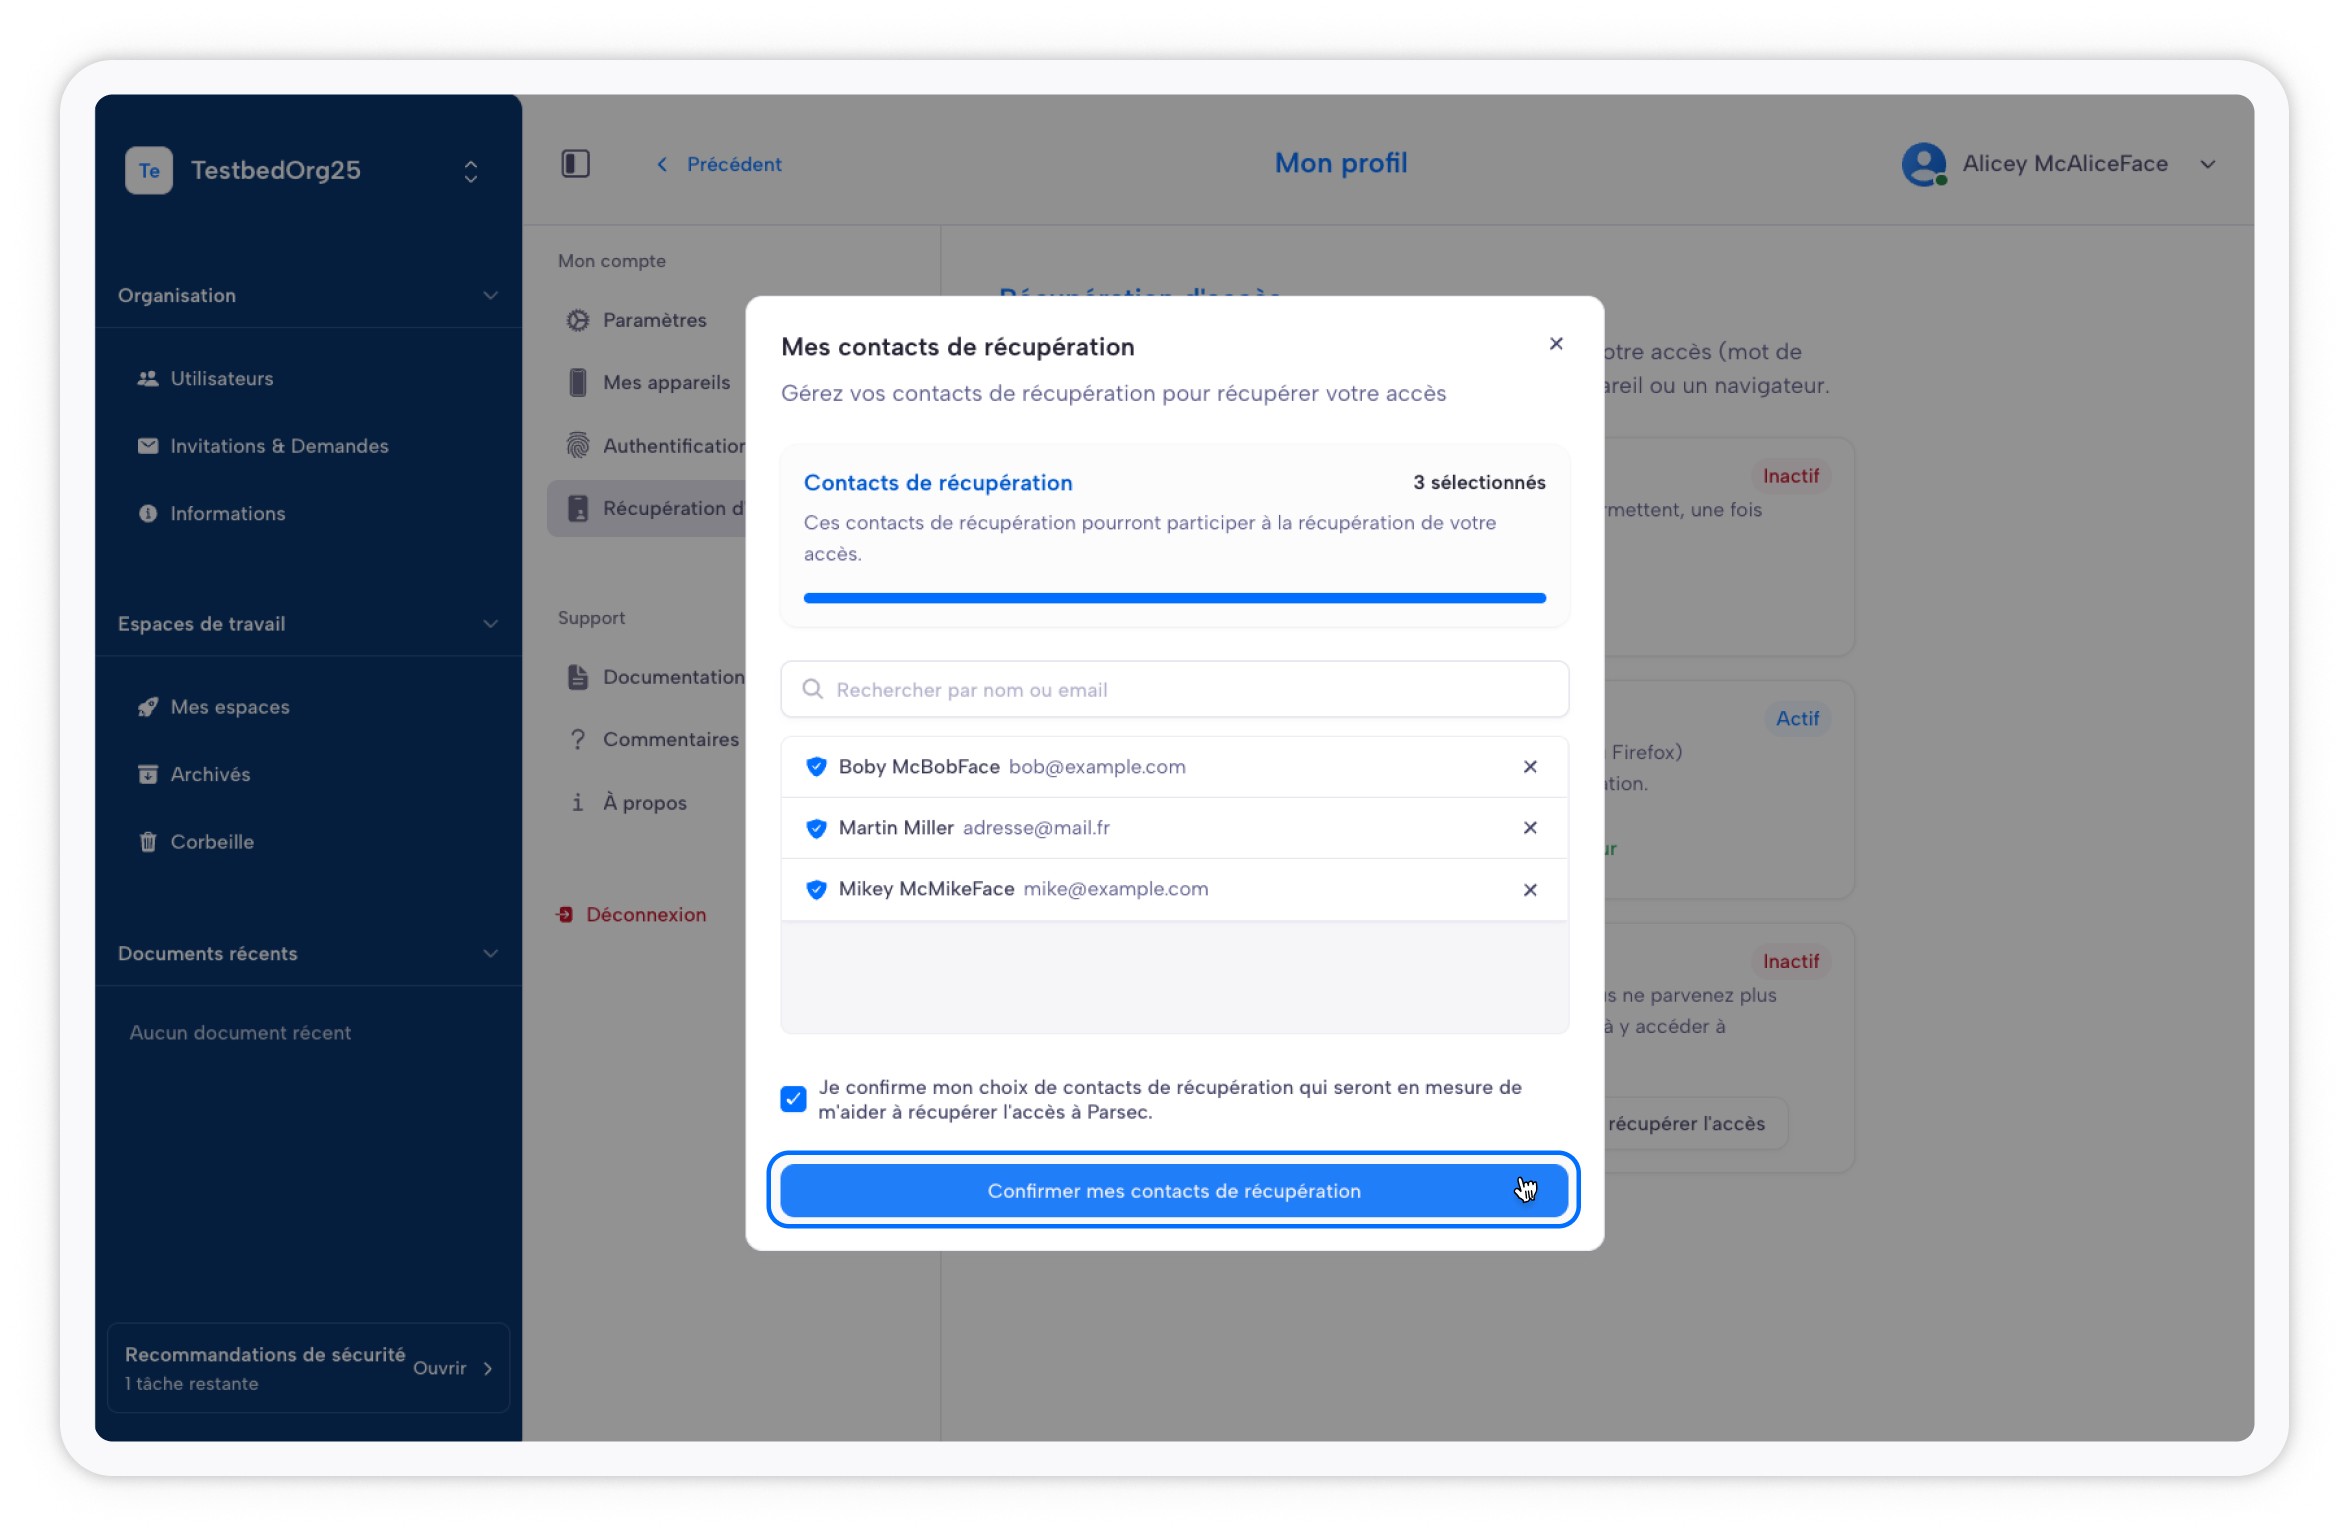 Te TestbedOrg25
Organisation
Utilisateurs
Invitations & Demandes
Informations
Espaces de travail
Mes espaces
Archivés
Corbeille
Documents récents
Aucun document récent
Recommandations de sécurité
1 tâche restante
Ouvrir
Précédent
Mon profil
Alicey McAliceFace
Mon compte
Paramètres
Mes appareils
Authentification
Récupération d'
Support
Documentation
Commentaires
À propos
Déconnexion
Récupération d'accès
otre accès (mot de
areil ou un navigateur.
Inactif
mettent, une fois
Actif
Firefox)
ation.
ur
Inactif
s ne parvenez plus
à y accéder à
récupérer l'accès
Mes contacts de récupération
Gérez vos contacts de récupération pour récupérer votre accès
Contacts de récupération
3 sélectionnés
Ces contacts de récupération pourront participer à la récupération de votre
accès.
Rechercher par nom ou email
Boby McBobFace bob@example.com
Martin Miller adresse@mail.fr
Mikey McMikeFace mike@example.com
Je confirme mon choix de contacts de récupération qui seront en mesure de
m'aider à récupérer l'accès à Parsec.
Confirmer mes contacts de récupération